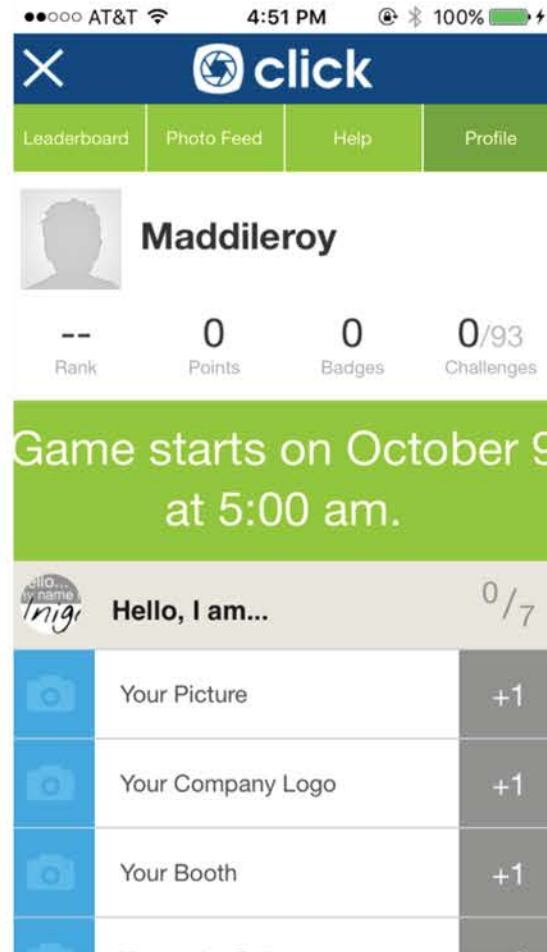 AT&T 4:51 PM 100%
click
Leaderboard Photo Feed Help Profile
Maddileroy
-- 0 0 0/93
Rank Points Badges Challenges
Game starts on October 9
at 5:00 am.
Hello, I am... 0/7
Your Picture +1
Your Company Logo +1
Your Booth +1